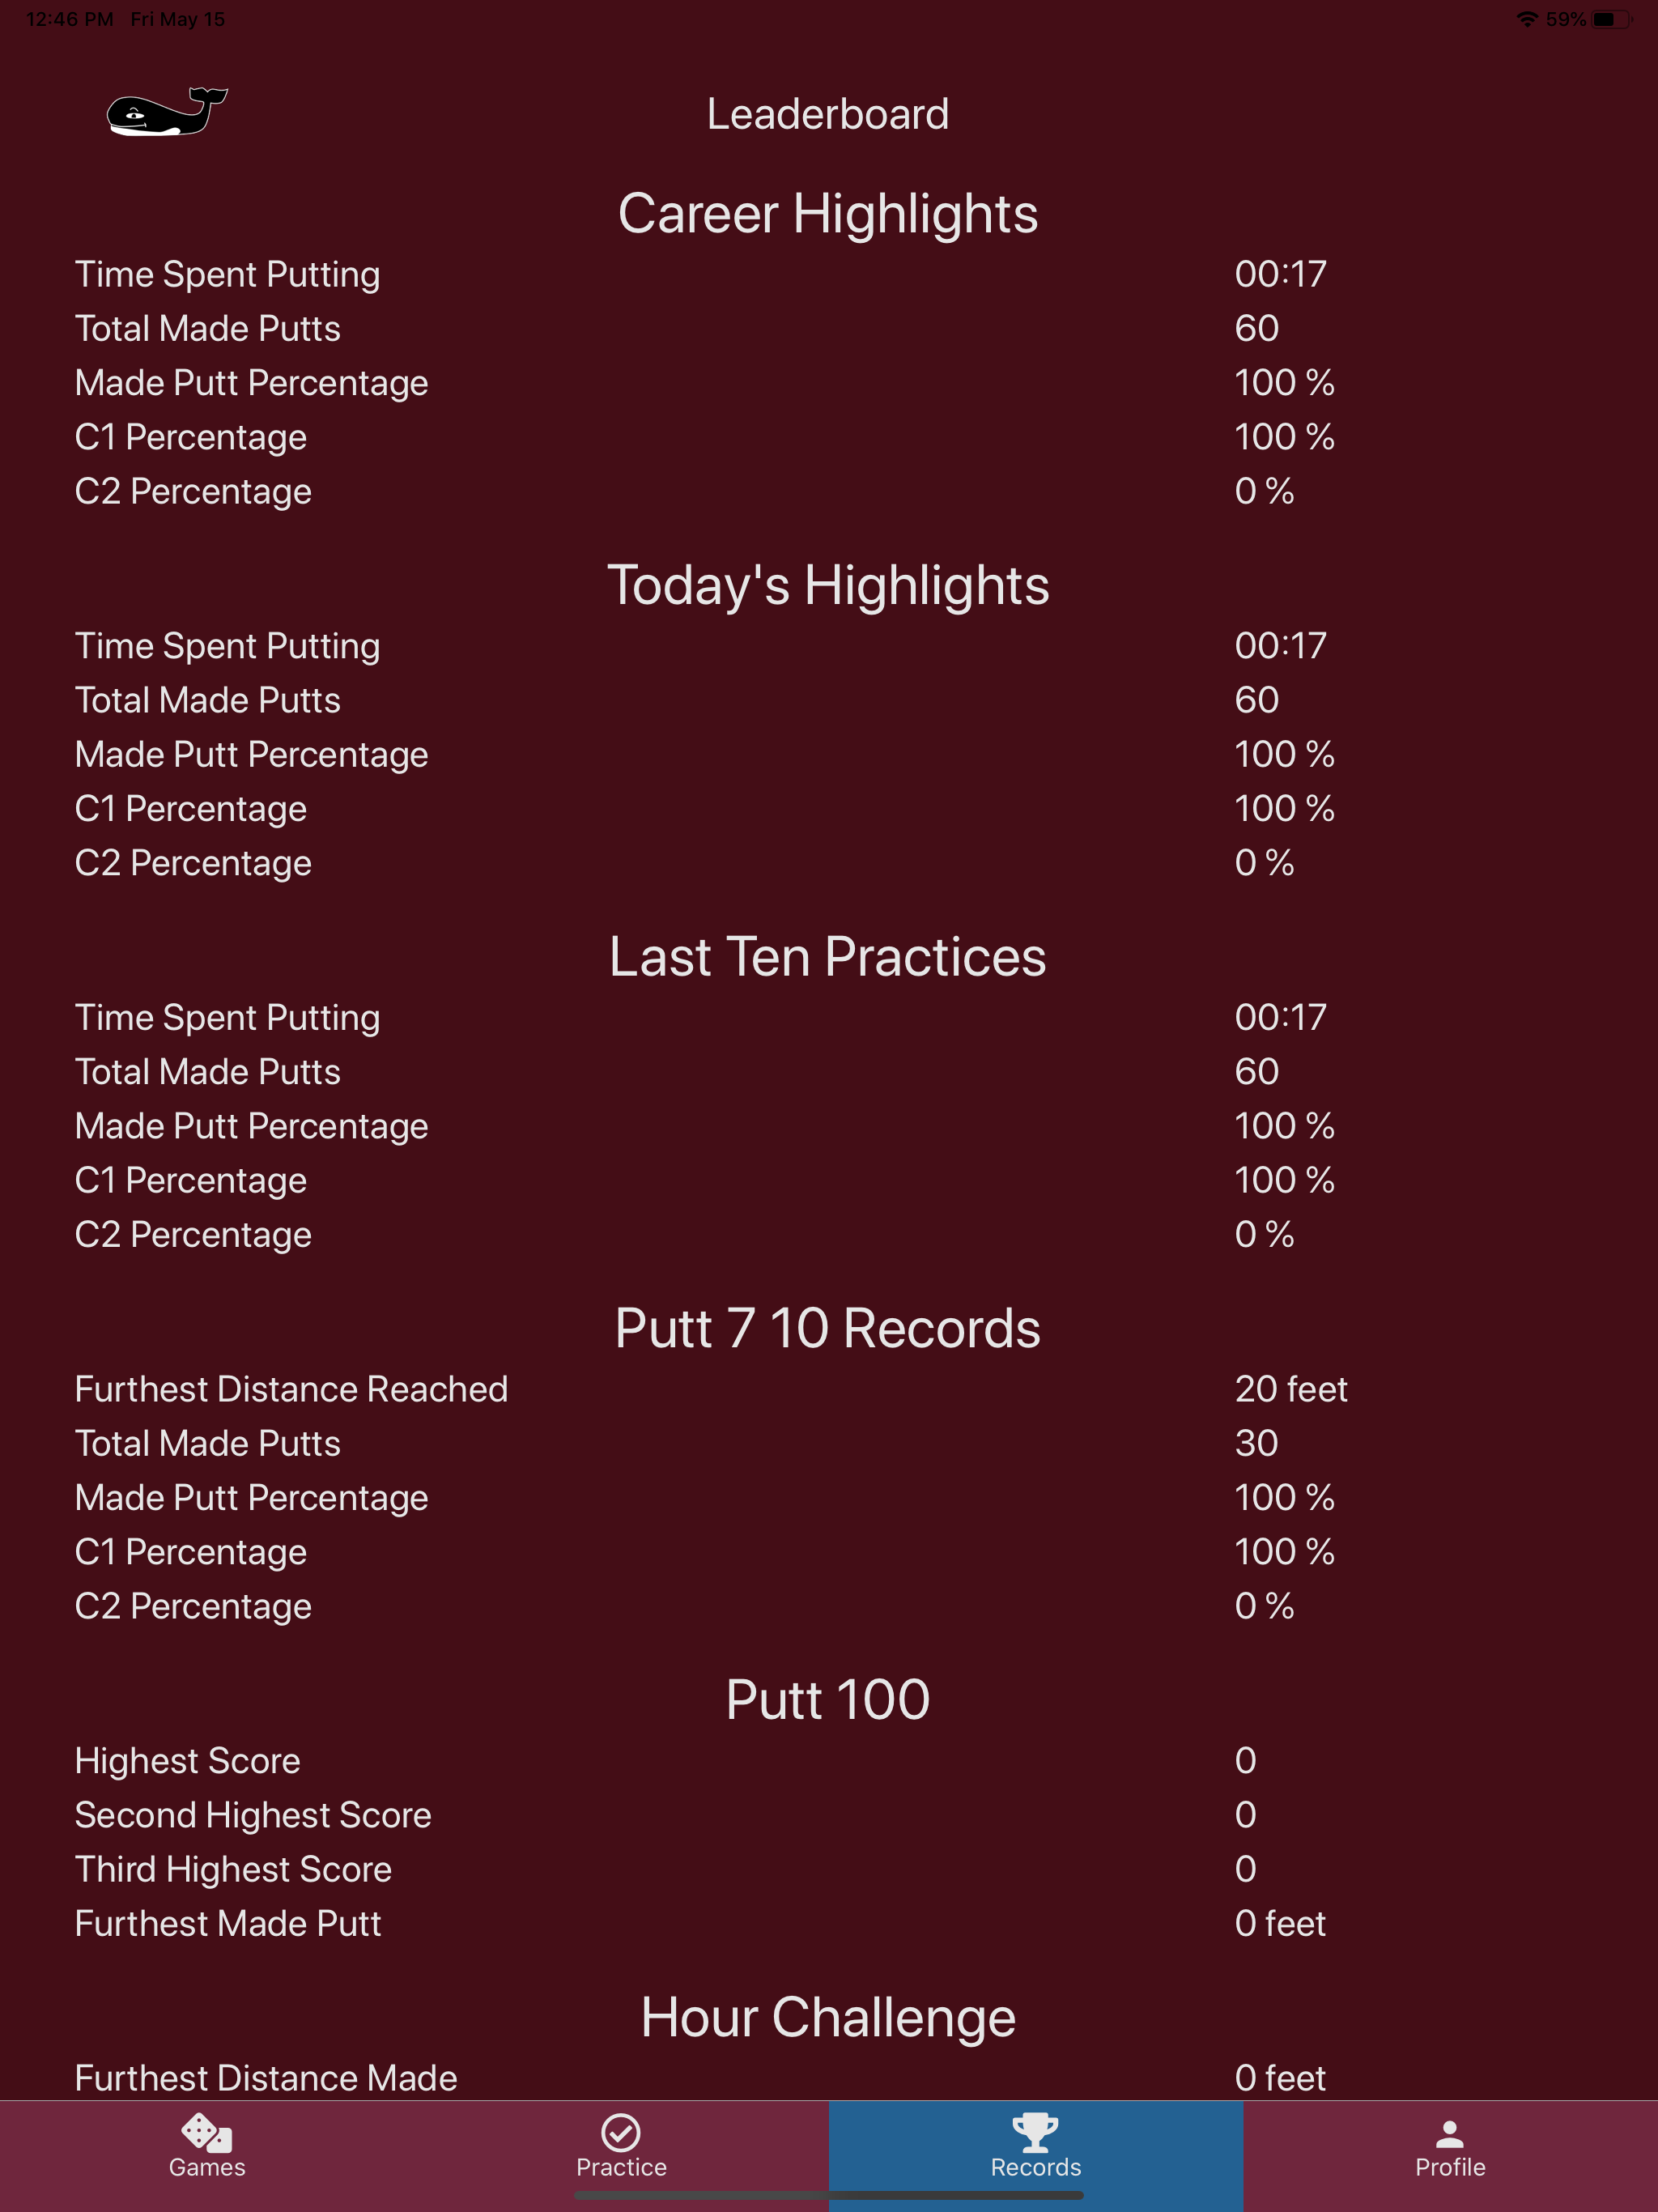 12:46 PM Fri May 15 59%
Leaderboard
Career Highlights
Time Spent Putting 00:17
Total Made Putts 60
Made Putt Percentage 100 %
C1 Percentage 100 %
C2 Percentage 0 %
Today's Highlights
Time Spent Putting 00:17
Total Made Putts 60
Made Putt Percentage 100 %
C1 Percentage 100 %
C2 Percentage 0 %
Last Ten Practices
Time Spent Putting 00:17
Total Made Putts 60
Made Putt Percentage 100 %
C1 Percentage 100 %
C2 Percentage 0 %
Putt 7 10 Records
Furthest Distance Reached 20 feet
Total Made Putts 30
Made Putt Percentage 100 %
C1 Percentage 100 %
C2 Percentage 0 %
Putt 100
Highest Score 0
Second Highest Score 0
Third Highest Score 0
Furthest Made Putt 0 feet
Hour Challenge
Furthest Distance Made 0 feet
Games Practice Records Profile